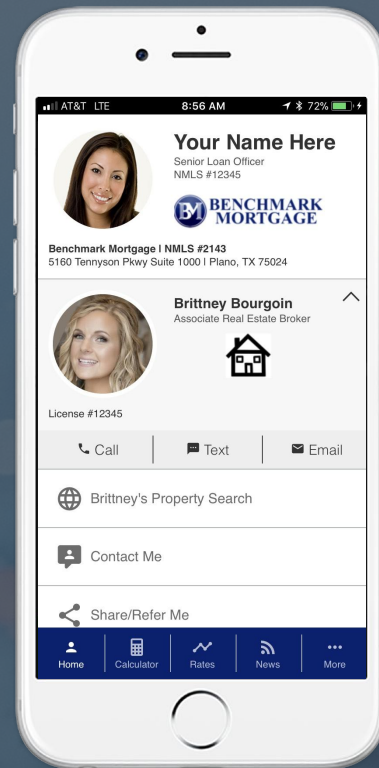 AT&T LTE 8:56 AM 72%
Your Name Here
Senior Loan Officer
NMLS #12345
BM BENCHMARK
MORTGAGE
Benchmark Mortgage | NMLS #2143
5160 Tennyson Pkwy Suite 1000 | Plano, TX 75024
Brittney Bourgoin
Associate Real Estate Broker
License #12345
Call Text Email
Brittney's Property Search
Contact Me
Share/Refer Me
Home Calculator Rates News More